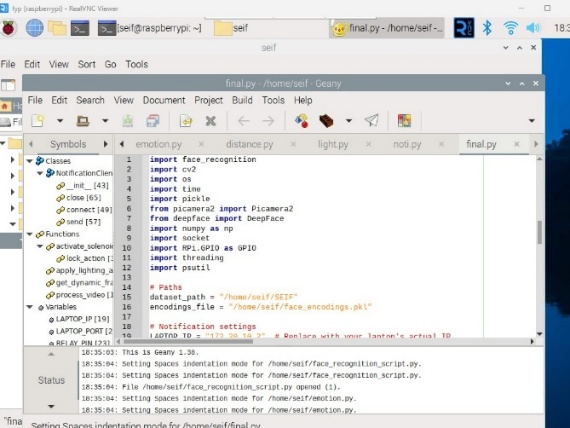 fyp (raspberrypi) - RealVNC Viewer
[seif@raspberrypi: ~]
seif
final.py - /home/seif -...
18:3
seif
File Edit View Sort Go Tools
final.py - /home/seif - Geany
File Edit Search View Document Project Build Tools Help
Symbols
emotion.py
distance.py
light.py
noti.py
final.py
Classes
NotificationClien
__init__ [43]
close [65]
connect [49]
send [57]
Functions
activate_solenoi
lock_action [3
apply_lighting_a
get_dynamic_fra
process_video [1
Variables
LAPTOP_IP [19]
LAPTOP_PORT [2
RELAY_PIN [23]
1 import face_recognition
2 import cv2
3 import os
4 import time
5 import pickle
6 from picamera2 import Picamera2
7 from deepface import DeepFace
8 import numpy as np
9 import socket
10 import RPi.GPIO as GPIO
11 import threading
12 import psutil
13
14 # Paths
15 dataset_path = "/home/seif/SEIF"
16 encodings_file = "/home/seif/face_encodings.pkl"
17
18 # Notification settings
19 LAPTOP_IP = "172.20.10.2" # Replace with your laptop's actual IP
Status
18:35:03: This is Geany 1.38.
18:35:04: Setting Spaces indentation mode for /home/seif/face_recognition_script.py.
18:35:04: Setting Spaces indentation mode for /home/seif/face_recognition_script.py.
18:35:04: File /home/seif/face_recognition_script.py opened (1).
18:35:04: Setting Spaces indentation mode for /home/seif/emotion.py.
18:35:04: Setting Spaces indentation mode for /home/seif/emotion.py.
"fina
Setting Spaces indentation mode for /home/seif/final.py.